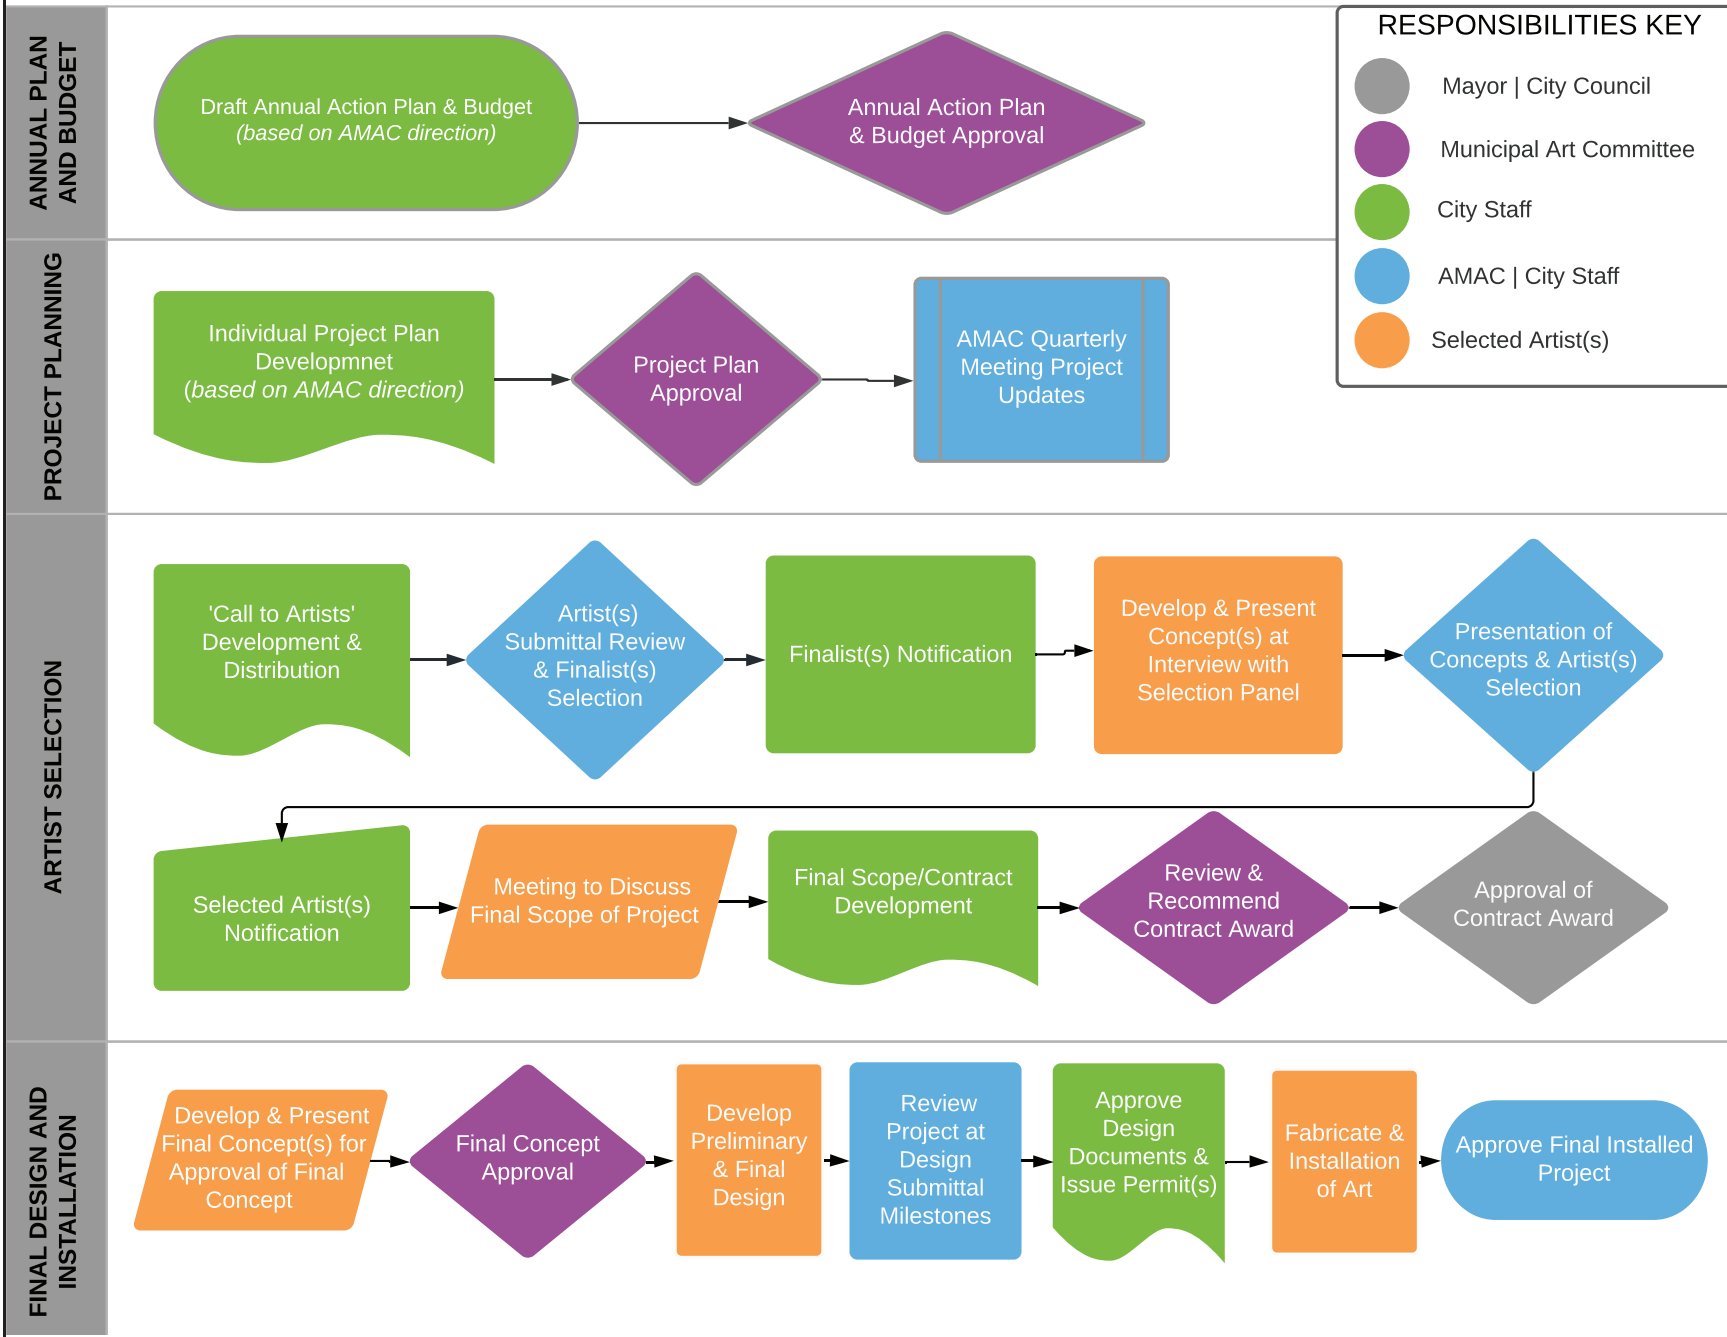 ANNUAL PLAN
AND BUDGET
Draft Annual Action Plan & Budget
(based on AMAC direction)
Annual Action Plan
& Budget Approval
RESPONSIBILITIES KEY
Mayor | City Council
Municipal Art Committee
City Staff
AMAC | City Staff
Selected Artist(s)
PROJECT PLANNING
Individual Project Plan
Developmnet
(based on AMAC direction)
Project Plan
Approval
AMAC Quarterly
Meeting Project
Updates
ARTIST SELECTION
'Call to Artists'
Development &
Distribution
Artist(s)
Submittal Review
& Finalist(s)
Selection
Finalist(s) Notification
Develop & Present
Concept(s) at
Interview with
Selection Panel
Presentation of
Concepts & Artist(s)
Selection
Selected Artist(s)
Notification
Meeting to Discuss
Final Scope of Project
Final Scope/Contract
Development
Review &
Recommend
Contract Award
Approval of
Contract Award
FINAL DESIGN AND
INSTALLATION
Develop & Present
Final Concept(s) for
Approval of Final
Concept
Final Concept
Approval
Develop
Preliminary
& Final
Design
Review
Project at
Design
Submittal
Milestones
Approve
Design
Documents &
Issue Permit(s)
Fabricate &
Installation
of Art
Approve Final Installed
Project